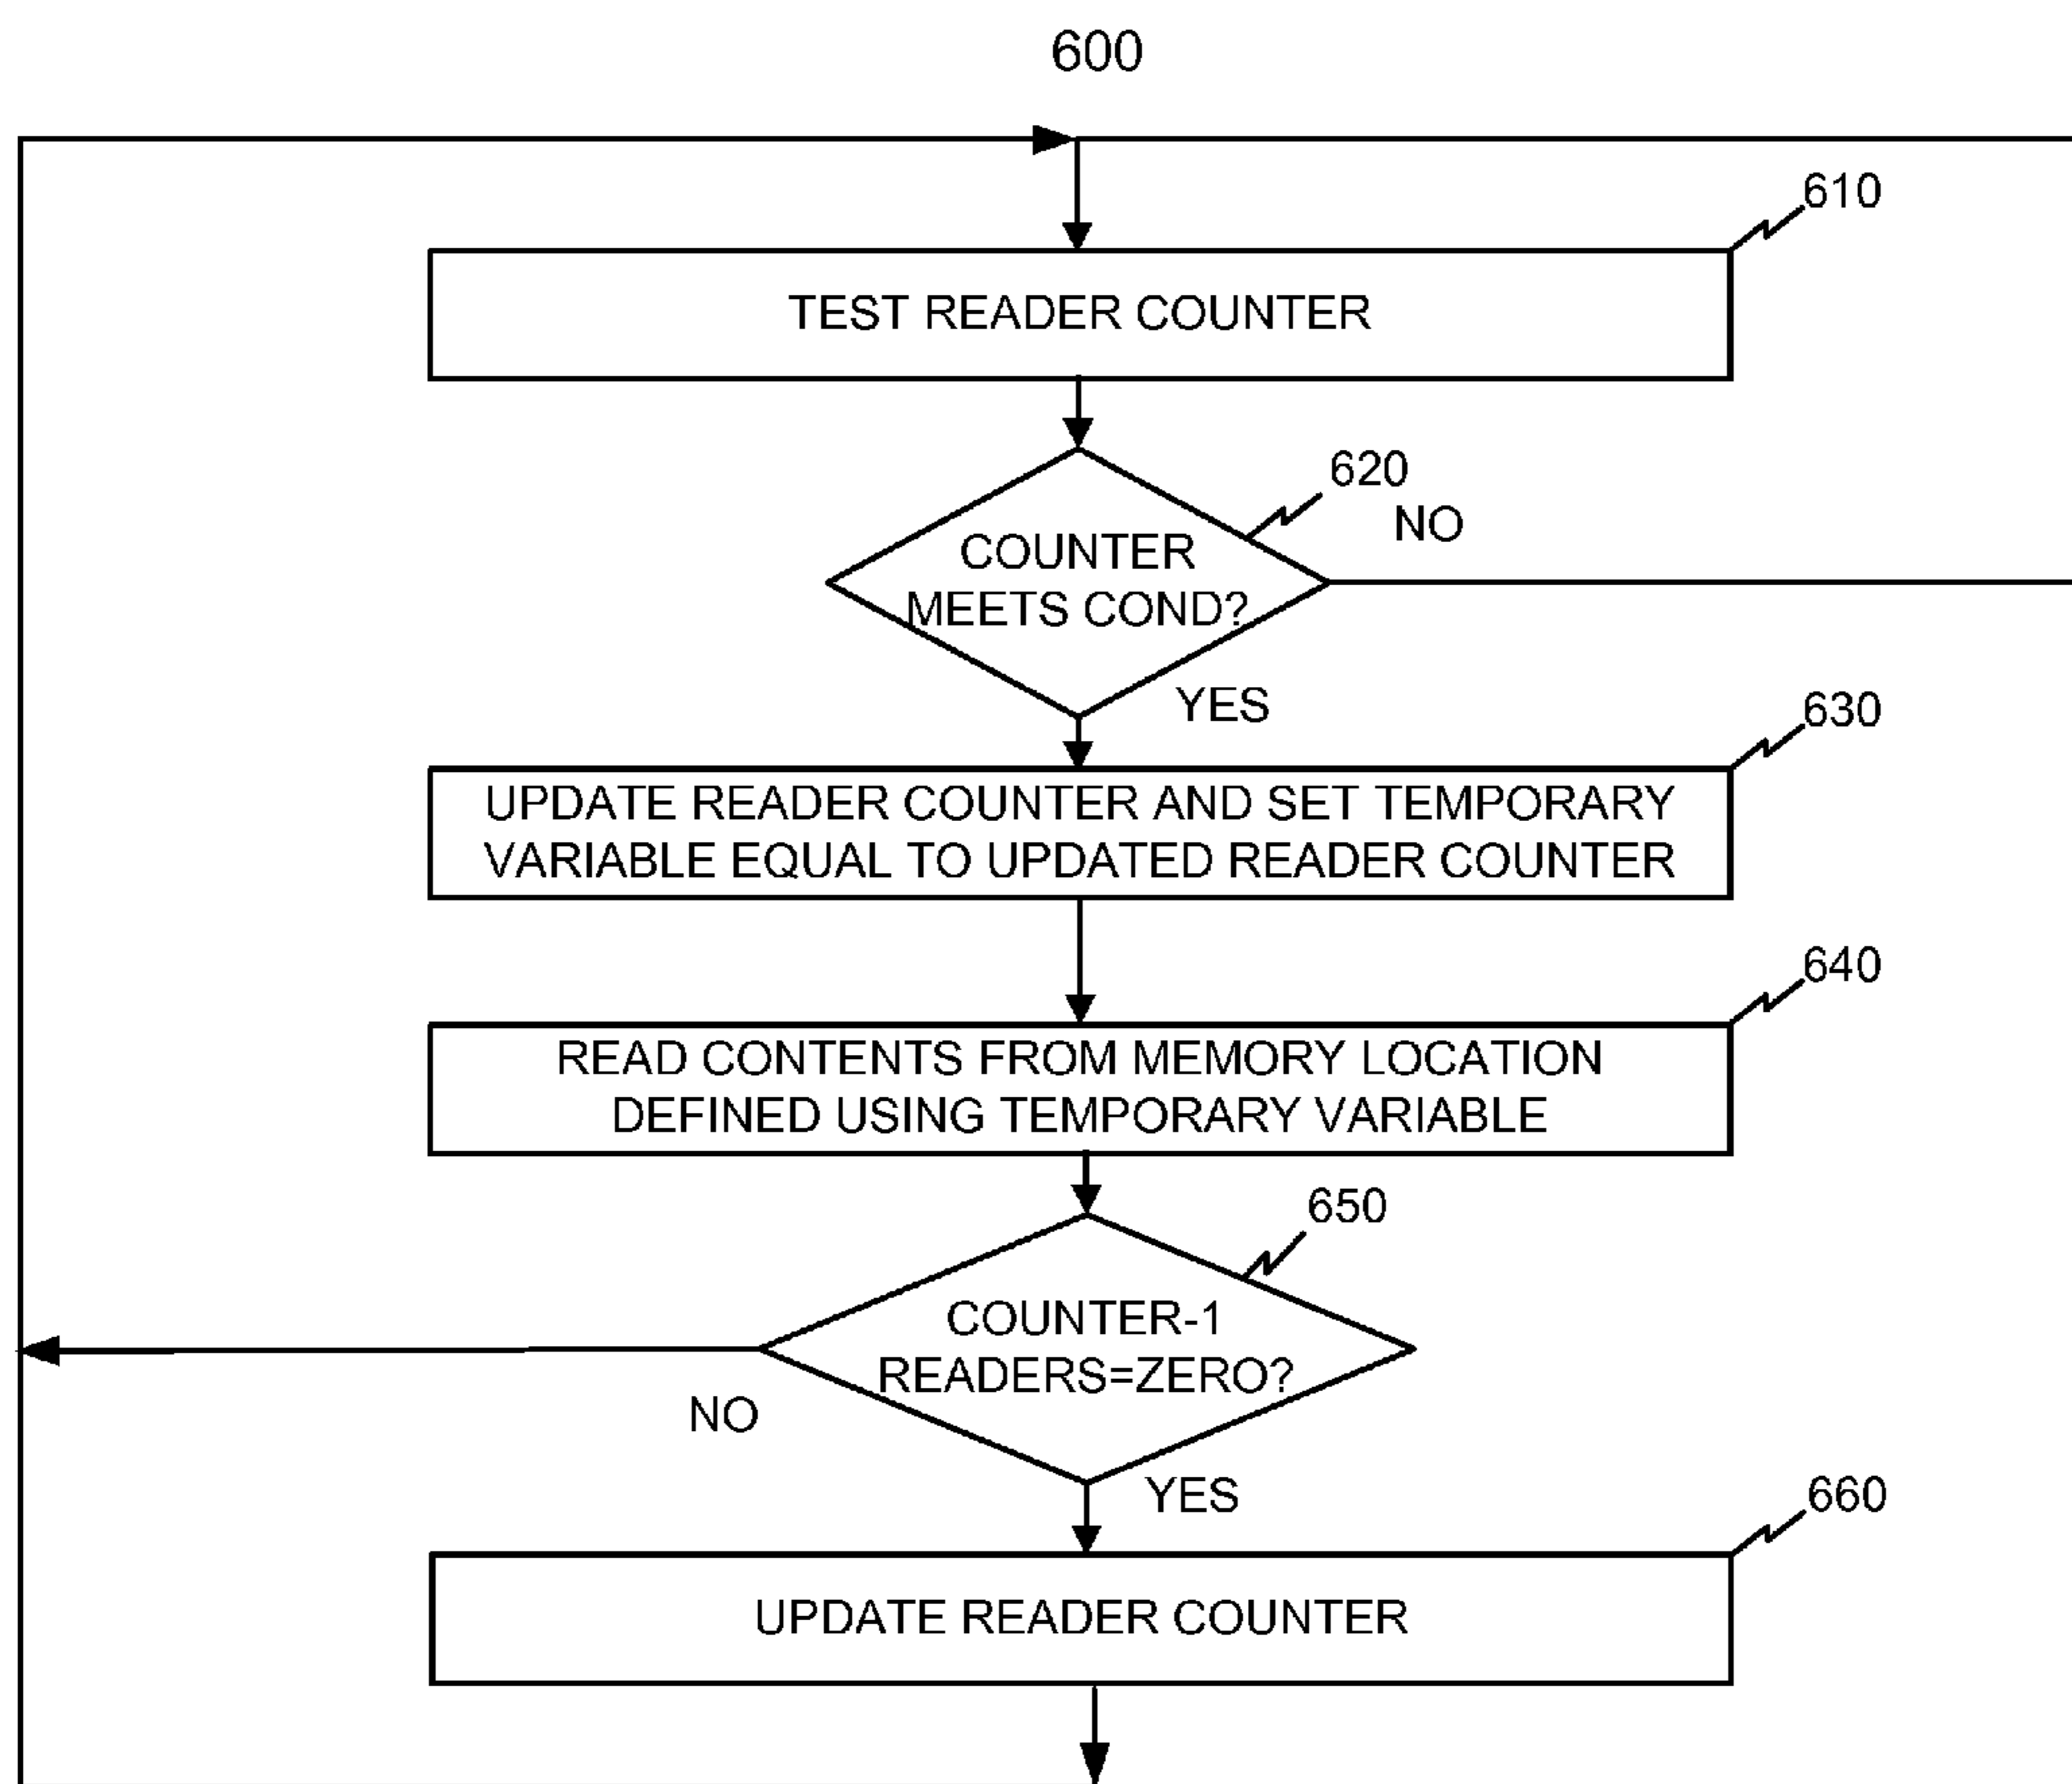 600
610
TEST READER COUNTER
620
NO
COUNTER
MEETS COND?
YES
630
UPDATE READER COUNTER AND SET TEMPORARY
VARIABLE EQUAL TO UPDATED READER COUNTER
640
READ CONTENTS FROM MEMORY LOCATION
DEFINED USING TEMPORARY VARIABLE
650
COUNTER-1
READERS=ZERO?
NO
YES
660
UPDATE READER COUNTER